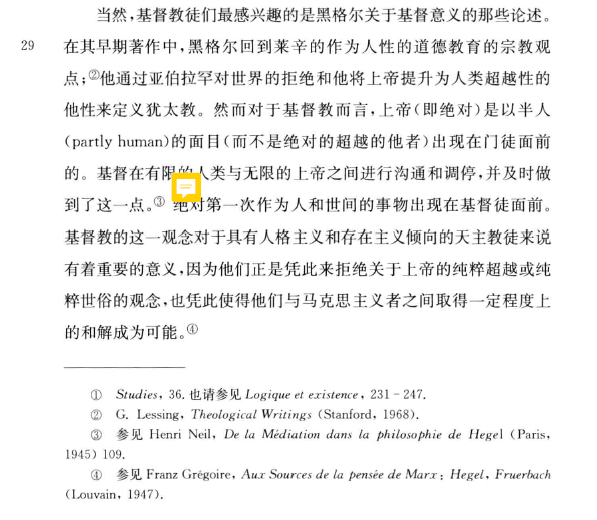 当然,基督教徒们最感兴趣的是黑格尔关于基督意义的那些论述。
29 在其早期著作中,黑格尔回到莱辛的作为人性的道德教育的宗教观
点;②他通过亚伯拉罕对世界的拒绝和他将上帝提升为人类超越性的
他性来定义犹太教。然而对于基督教而言,上帝(即绝对)是以半人
(partly human)的面目(而不是绝对的超越的他者)出现在门徒面前
的。基督在有限的人类与无限的上帝之间进行沟通和调停,并及时做
到了这一点。③ 绝对第一次作为人和世间的事物出现在基督徒面前。
基督教的这一观念对于具有人格主义和存在主义倾向的天主教徒来说
有着重要的意义,因为他们正是凭此来拒绝关于上帝的纯粹超越或纯
粹世俗的观念,也凭此使得他们与马克思主义者之间取得一定程度上
的和解成为可能。④
① Studies, 36. 也请参见 Logique et existence, 231-247.
② G. Lessing, Theological Writings (Stanford, 1968).
③ 参见 Henri Neil, De la Médiation dans la philosophie de Hegel (Paris,
1945) 109.
④ 参见 Franz Grégoire, Aux Sources de la pensée de Marx: Hegel, Fruerbach
(Louvain, 1947).